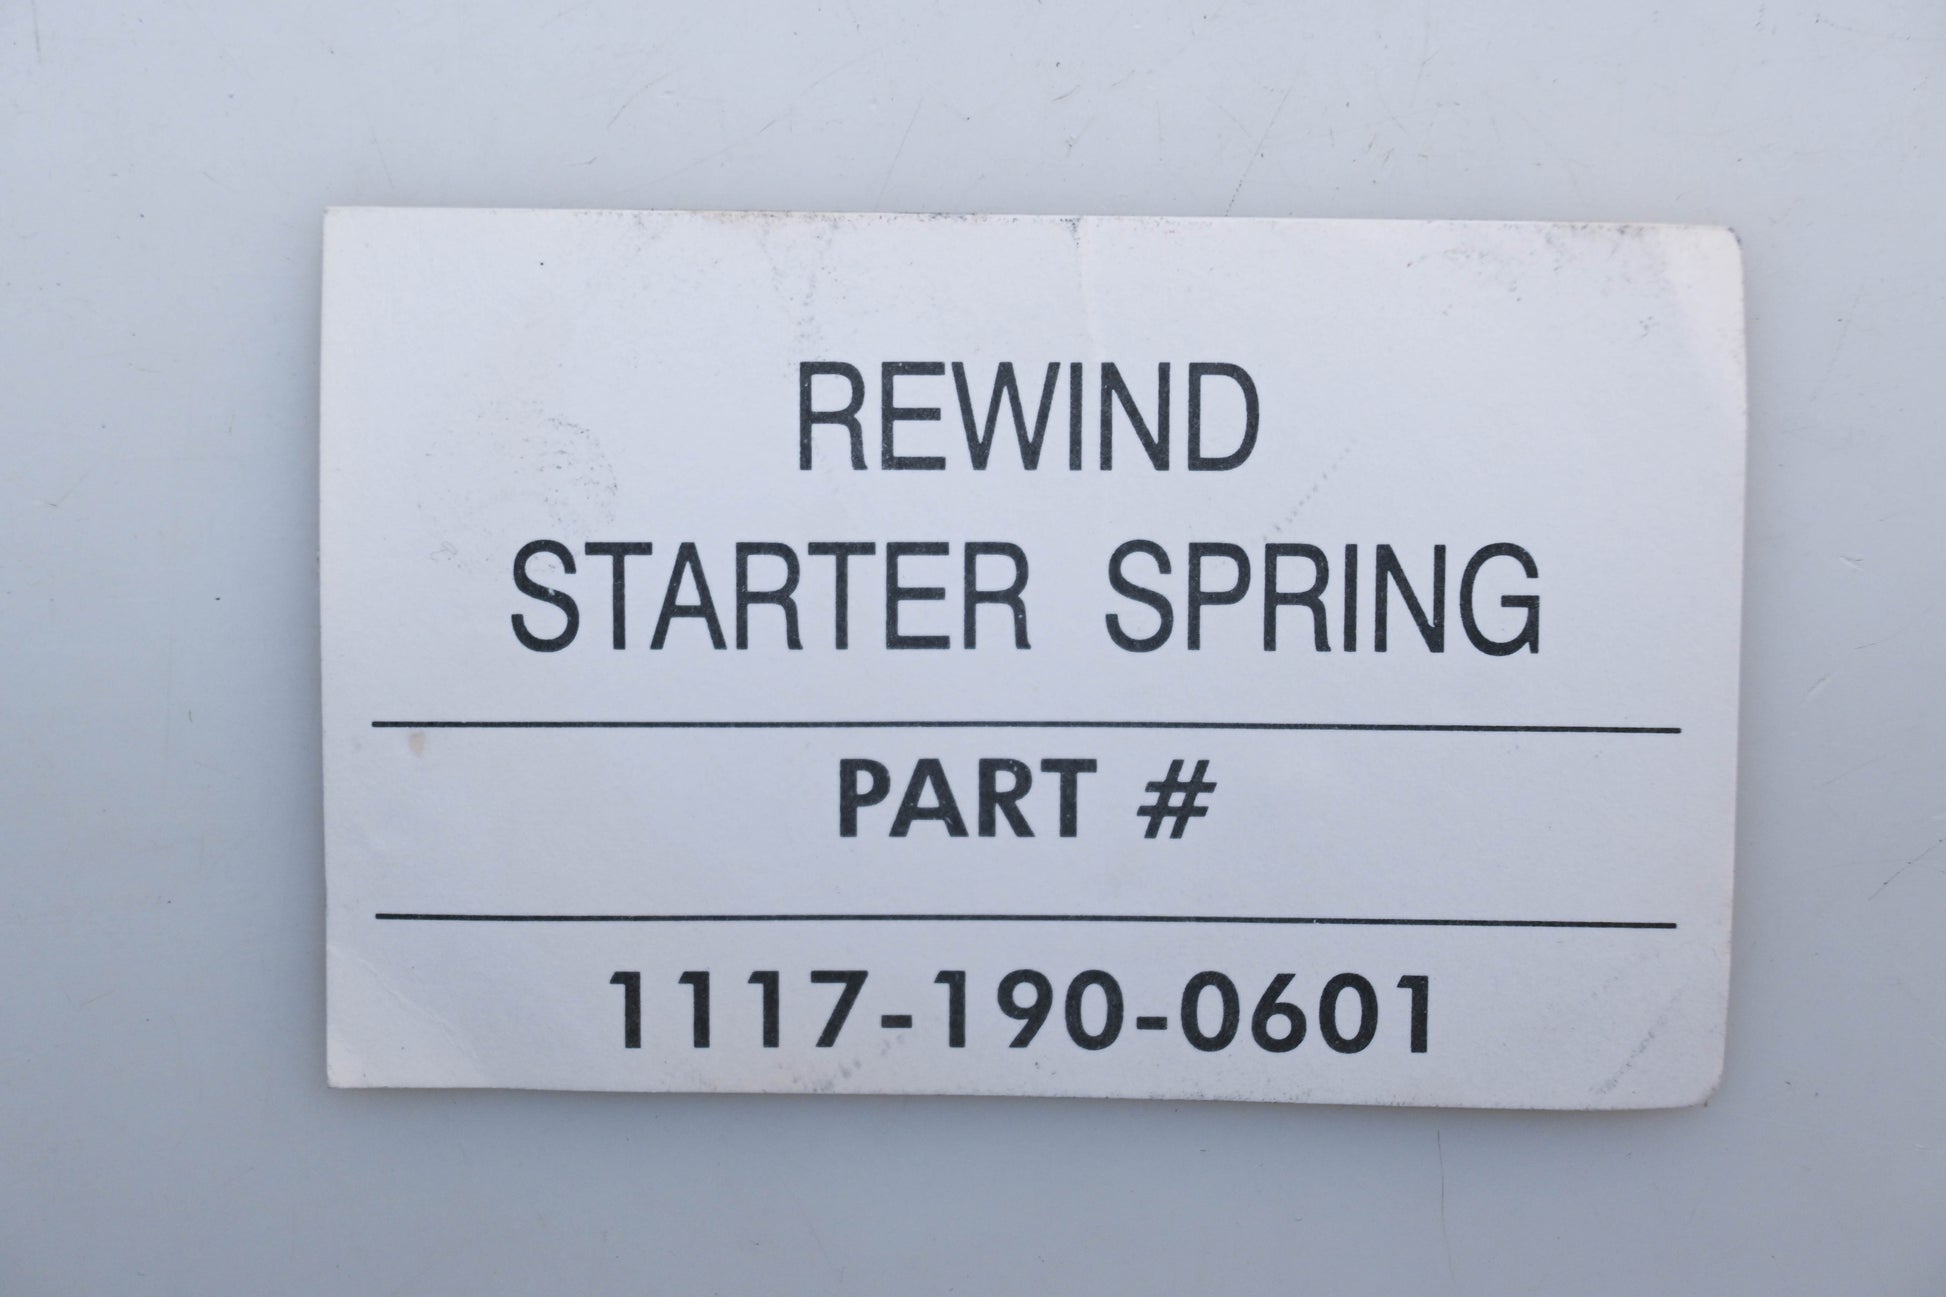 REWIND
STARTER SPRING
PART #
1117-190-0601